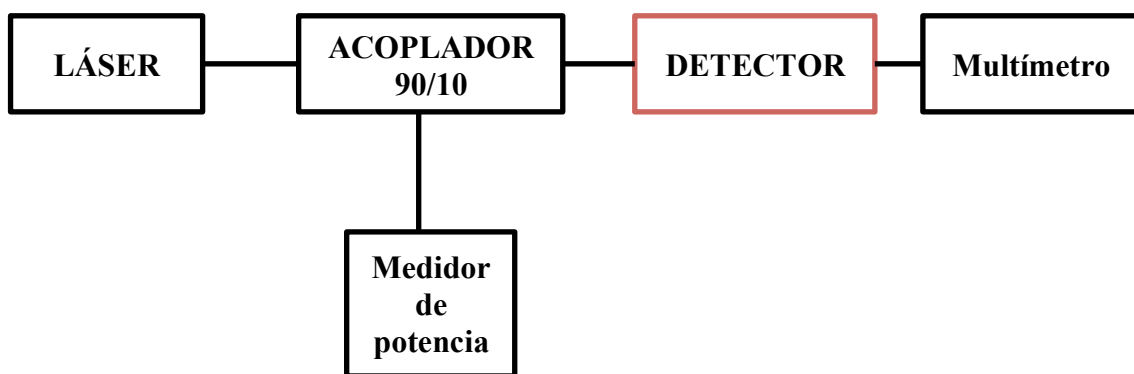 LÁSER
ACOPLADOR
90/10
DETECTOR
Multímetro
Medidor
de
potencia